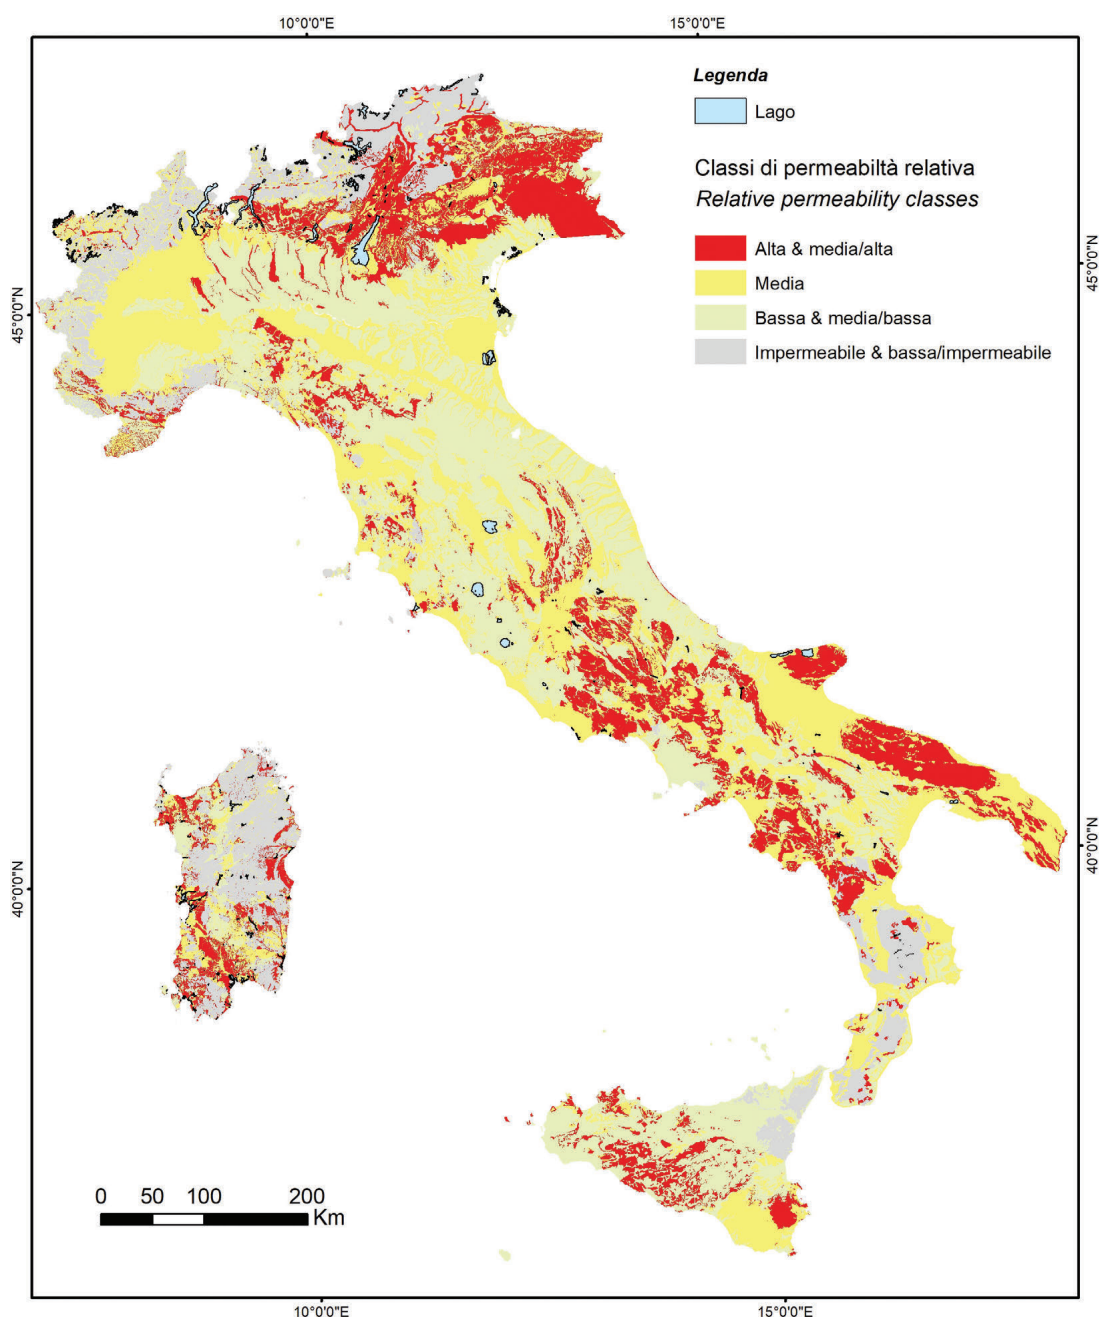 10°0'0"E
15°0'0"E
Legenda
Lago
Classi di permeabiltà relativa
Relative permeability classes
Alta & media/alta
Media
Bassa & media/bassa
Impermeabile & bassa/impermeabile
45°0'0"N
45°0'0"N
40°0'0"N
40°0'0"N
0 50 100 200
Km
10°0'0"E
15°0'0"E